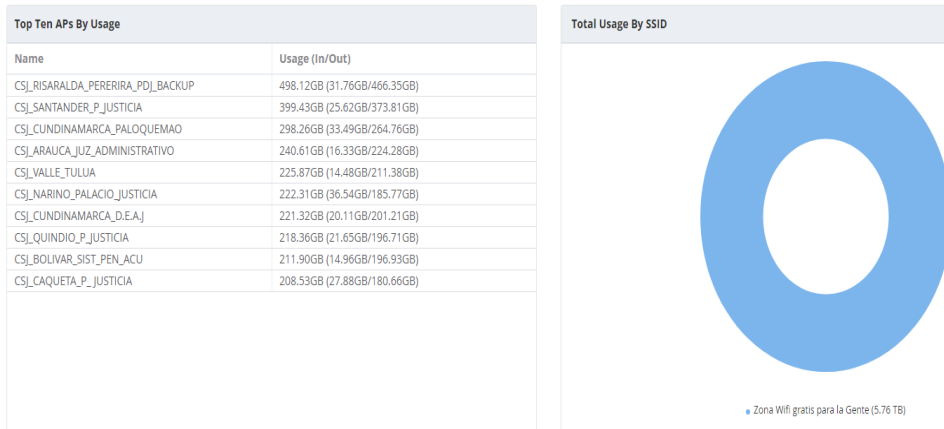 Top Ten APs By Usage
Name Usage (In/Out)
CSJ_RISARALDA_PERERIRA_PDJ_BACKUP 498.12GB (31.76GB/466.35GB)
CSJ_SANTANDER_P_JUSTICIA 399.43GB (25.62GB/373.81GB)
CSJ_CUNDINAMARCA_PALOQUEMAO 298.26GB (33.49GB/264.76GB)
CSJ_ARAUCA_JUZ_ADMINISTRATIVO 240.61GB (16.33GB/224.28GB)
CSJ_VALLE_TULUA 225.87GB (14.48GB/211.38GB)
CSJ_NARINO_PALACIO_JUSTICIA 222.31GB (36.54GB/185.77GB)
CSJ_CUNDINAMARCA_D.E.A.J 221.32GB (20.11GB/201.21GB)
CSJ_QUINDIO_P_JUSTICIA 218.36GB (21.65GB/196.71GB)
CSJ_BOLIVAR_SIST_PEN_ACU 211.90GB (14.96GB/196.93GB)
CSJ_CAQUETA_P_ JUSTICIA 208.53GB (27.88GB/180.66GB)
Total Usage By SSID
Zona Wifi gratis para la Gente (5.76 TB)